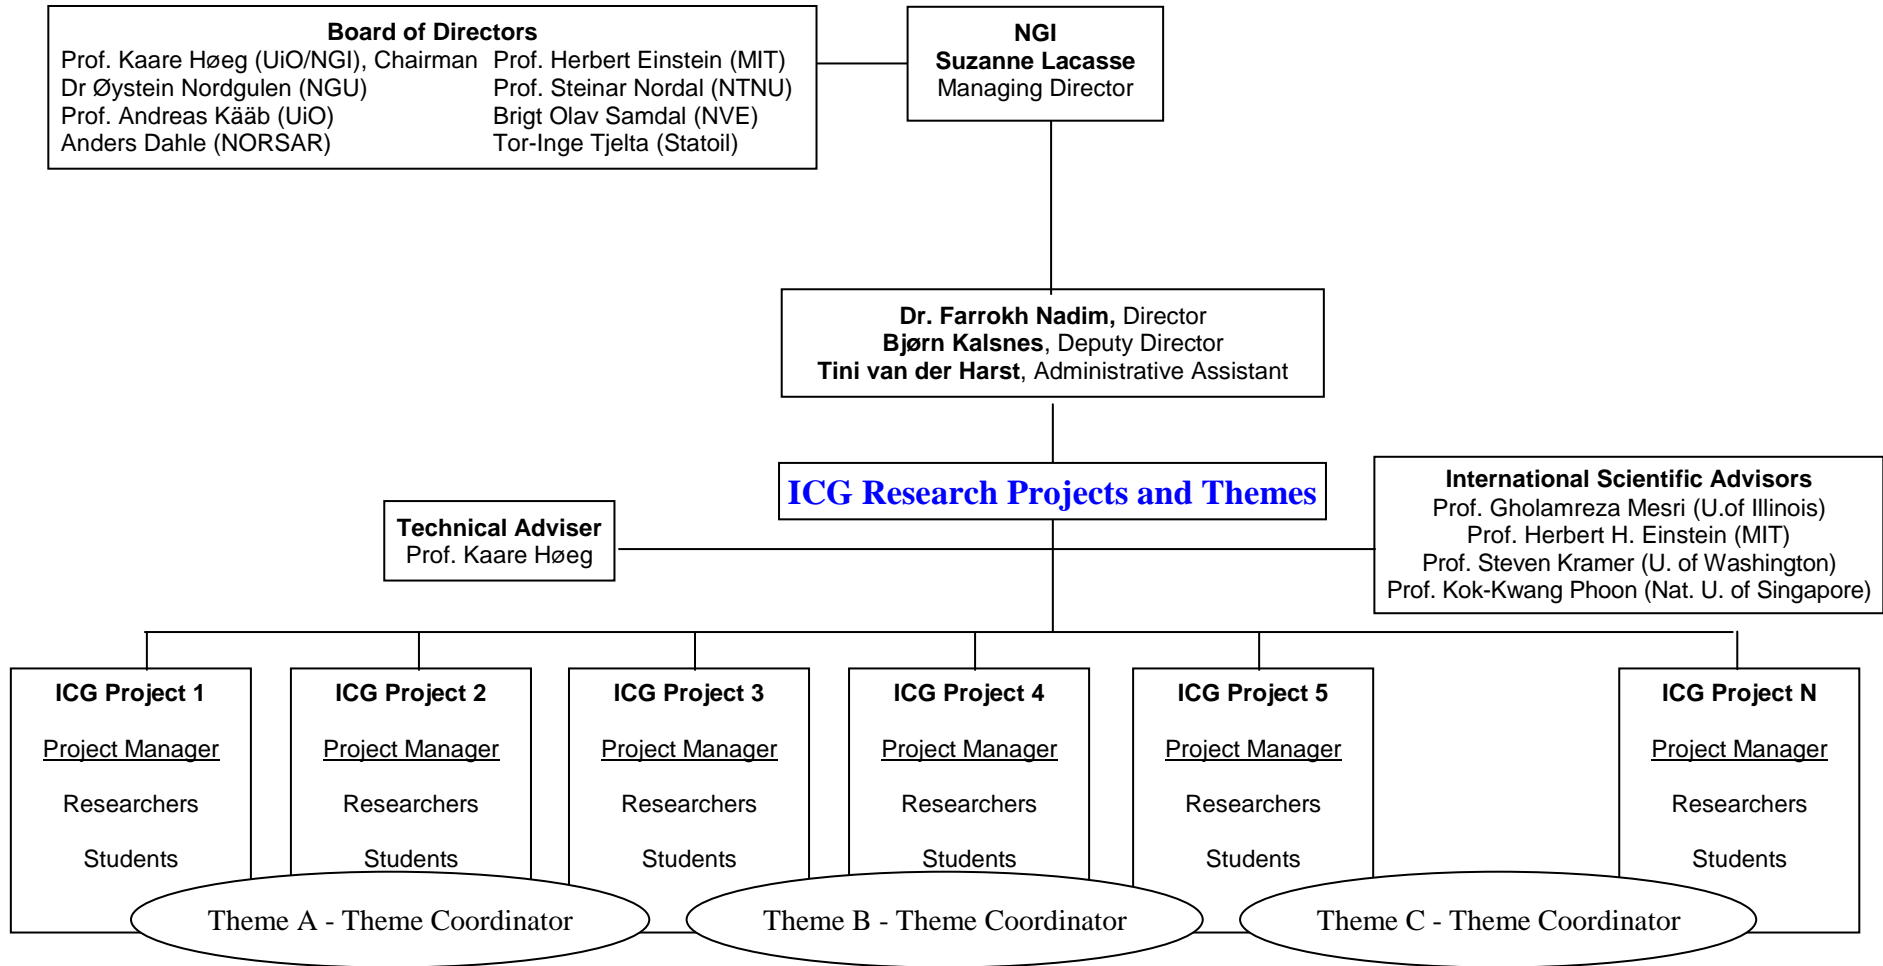 Board of Directors
Prof. Kaare Høeg (UiO/NGI), Chairman Prof. Herbert Einstein (MIT)
Dr Øystein Nordgulen (NGU) Prof. Steinar Nordal (NTNU)
Prof. Andreas Kääb (UiO) Brigt Olav Samdal (NVE)
Anders Dahle (NORSAR) Tor-Inge Tjelta (Statoil)
NGI
Suzanne Lacasse
Managing Director
Dr. Farrokh Nadim, Director
Bjørn Kalsnes, Deputy Director
Tini van der Harst, Administrative Assistant
ICG Research Projects and Themes
Technical Adviser
Prof. Kaare Høeg
International Scientific Advisors
Prof. Gholamreza Mesri (U.of Illinois)
Prof. Herbert H. Einstein (MIT)
Prof. Steven Kramer (U. of Washington)
Prof. Kok-Kwang Phoon (Nat. U. of Singapore)
ICG Project 1
Project Manager
Researchers
Students
ICG Project 2
Project Manager
Researchers
Students
ICG Project 3
Project Manager
Researchers
Students
ICG Project 4
Project Manager
Researchers
Students
ICG Project 5
Project Manager
Researchers
Students
ICG Project N
Project Manager
Researchers
Students
Theme A - Theme Coordinator
Theme B - Theme Coordinator
Theme C - Theme Coordinator